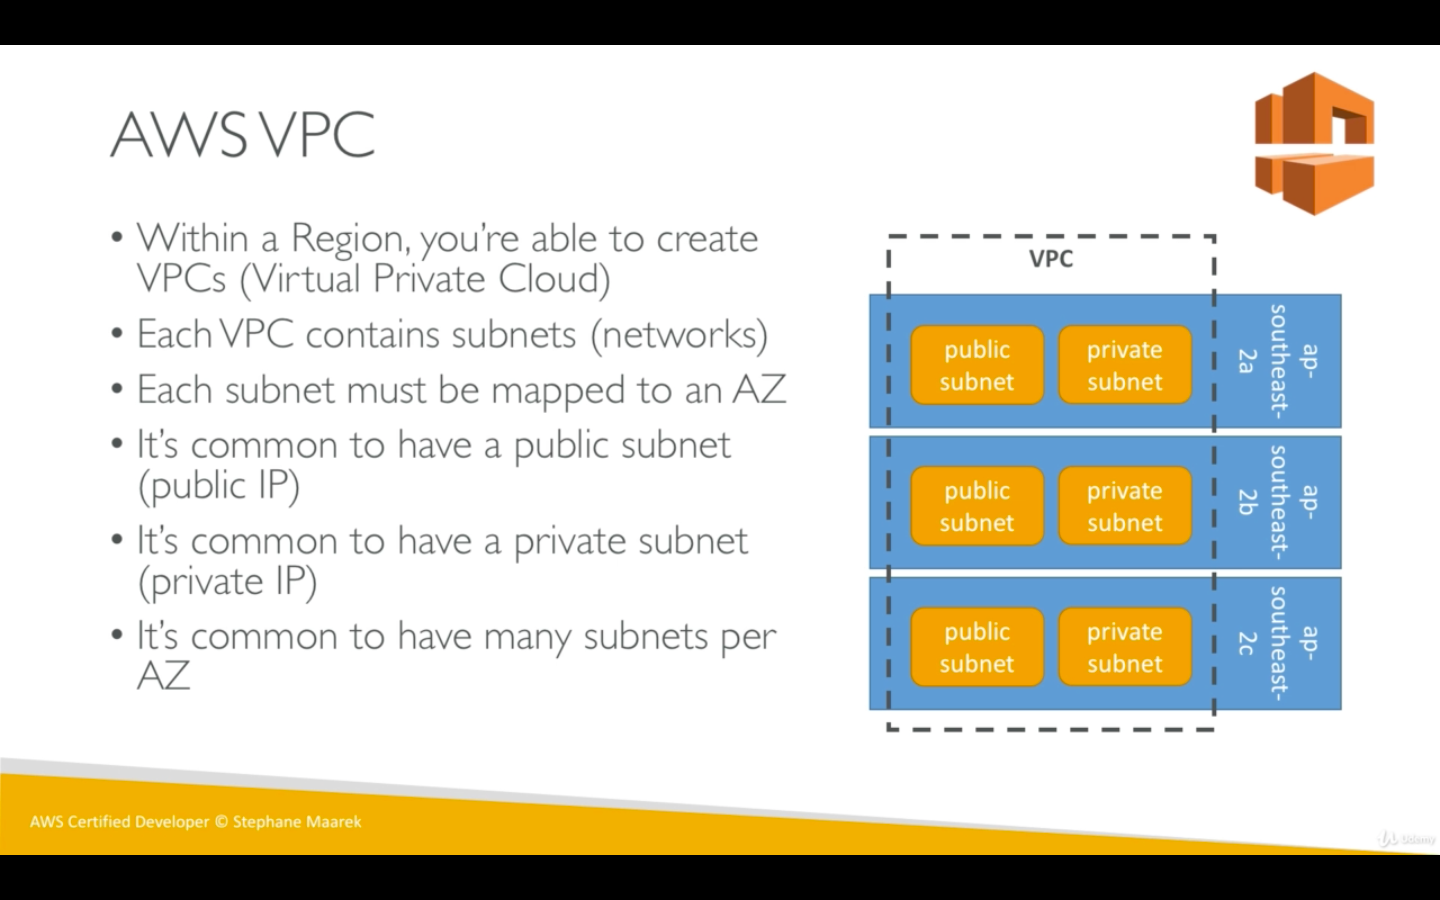 AWS VPC
• Within a Region, you're able to create
VPCs (Virtual Private Cloud)
• Each VPC contains subnets (networks)
• Each subnet must be mapped to an AZ
• It's common to have a public subnet
(public IP)
• It's common to have a private subnet
(private IP)
• It's common to have many subnets per
AZ
VPC
public
subnet
private
subnet
ap-
southeast-
2a
public
subnet
private
subnet
ap-
southeast-
2b
public
subnet
private
subnet
ap-
southeast-
2c
AWS Certified Developer © Stephane Maarek
Udemy